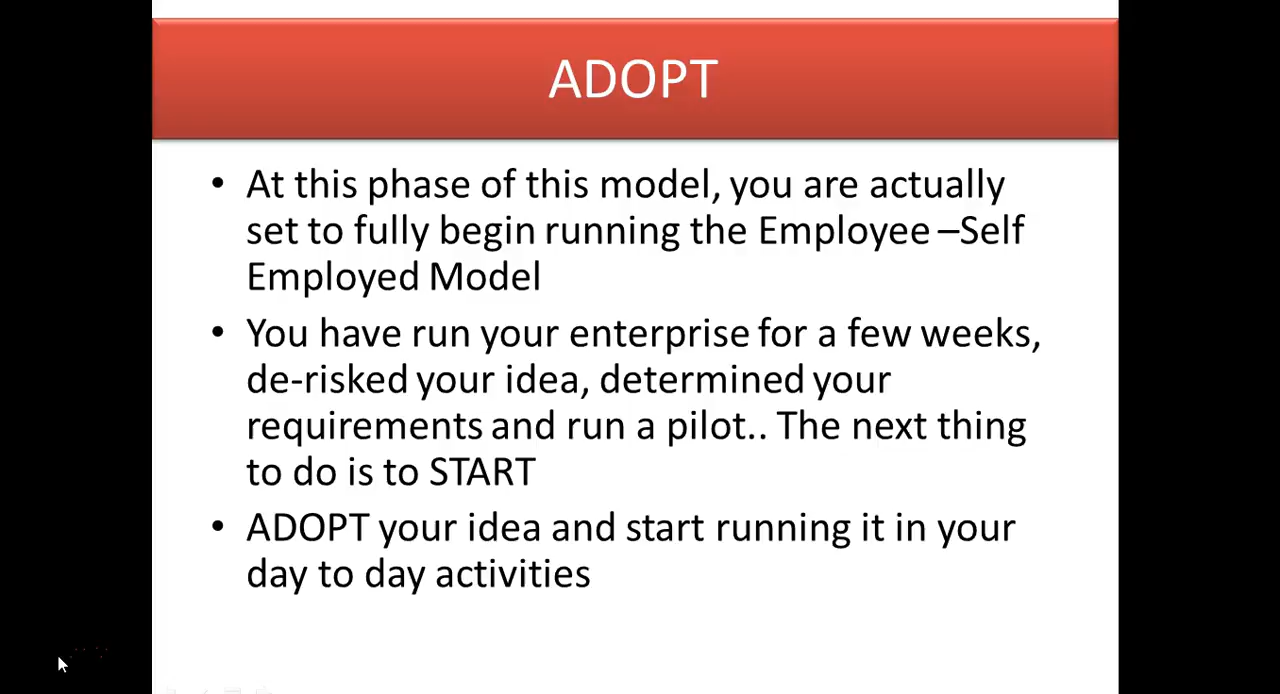 ADOPT
• At this phase of this model, you are actually
set to fully begin running the Employee –Self
Employed Model
• You have run your enterprise for a few weeks,
de-risked your idea, determined your
requirements and run a pilot.. The next thing
to do is to START
• ADOPT your idea and start running it in your
day to day activities